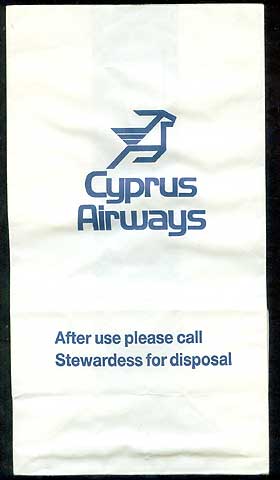 Cyprus
Airways
After use please call
Stewardess for disposal